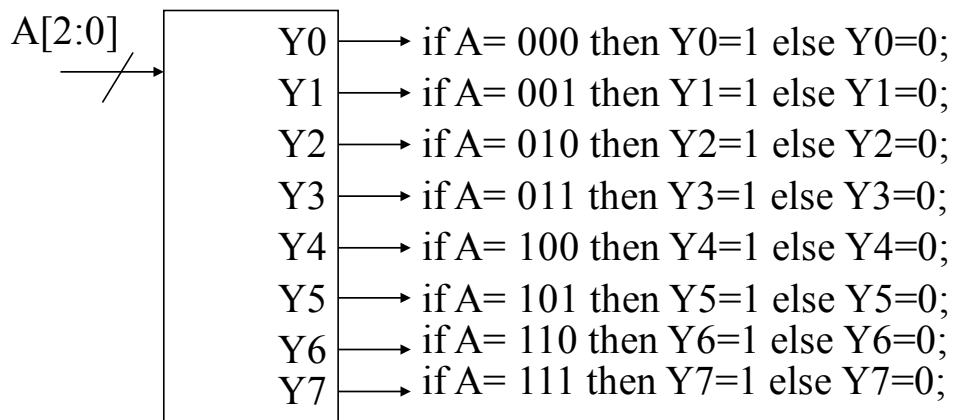 A[2:0]
Y0 if A= 000 then Y0=1 else Y0=0;
Y1 if A= 001 then Y1=1 else Y1=0;
Y2 if A= 010 then Y2=1 else Y2=0;
Y3 if A= 011 then Y3=1 else Y3=0;
Y4 if A= 100 then Y4=1 else Y4=0;
Y5 if A= 101 then Y5=1 else Y5=0;
Y6 if A= 110 then Y6=1 else Y6=0;
Y7 if A= 111 then Y7=1 else Y7=0;